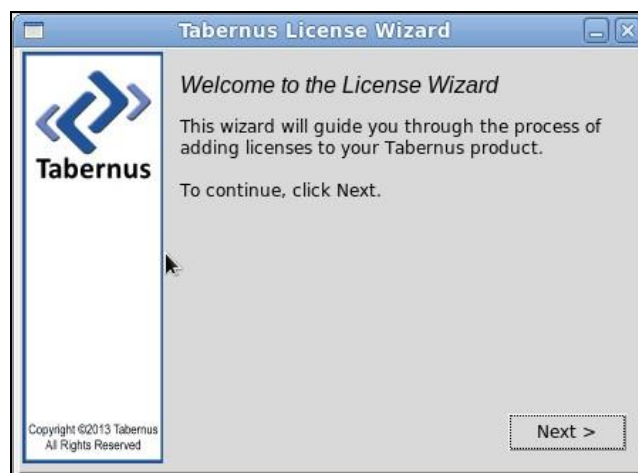 Tabernus License Wizard
Tabernus
Welcome to the License Wizard
This wizard will guide you through the process of
adding licenses to your Tabernus product.
To continue, click Next.
Copyright ©2013 Tabernus
All Rights Reserved
Next >